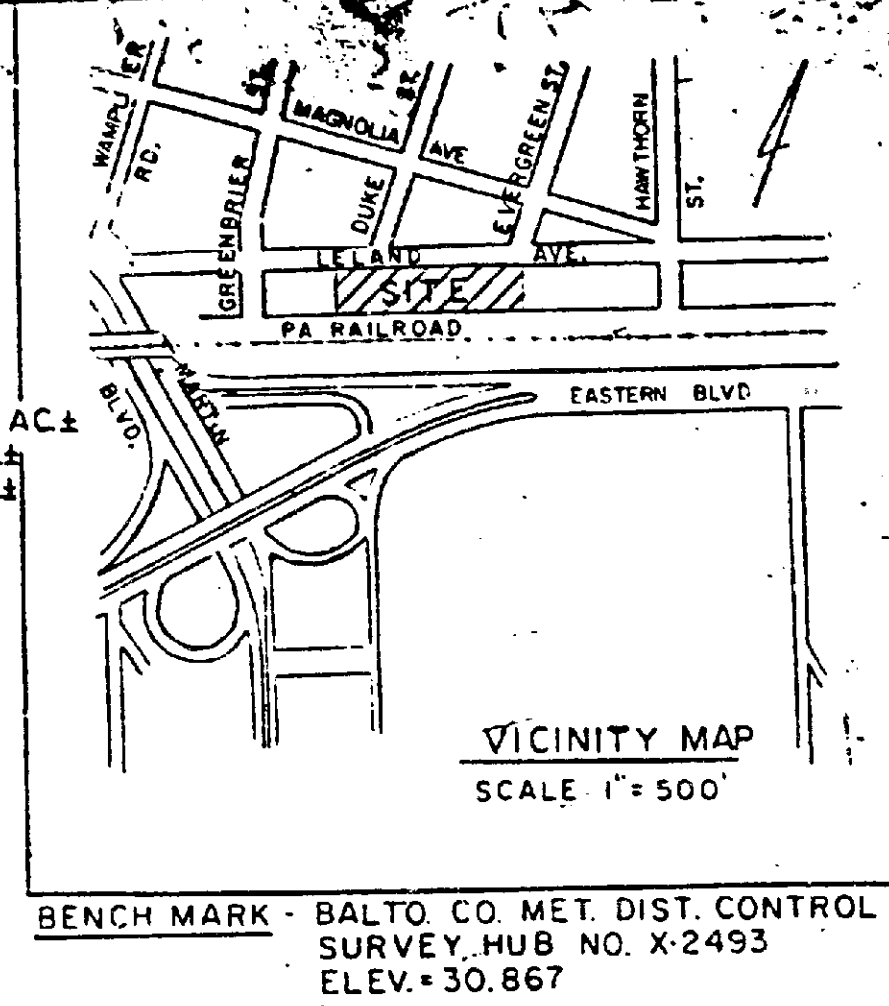 WAMPLER
RD.
ST.
GREENBRIER
MAGNOLIA
AVE
ST.
DUKE
EVERGREEN ST.
HAWTHORN
ST.
LELAND AVE.
SITE
PA RAILROAD
MARTIN
BLVD.
EASTERN BLVD
AC ±
VICINITY MAP
SCALE 1" = 500'
BENCH MARK - BALTO. CO. MET. DIST. CONTROL
SURVEY HUB NO. X-2493
ELEV. = 30.867